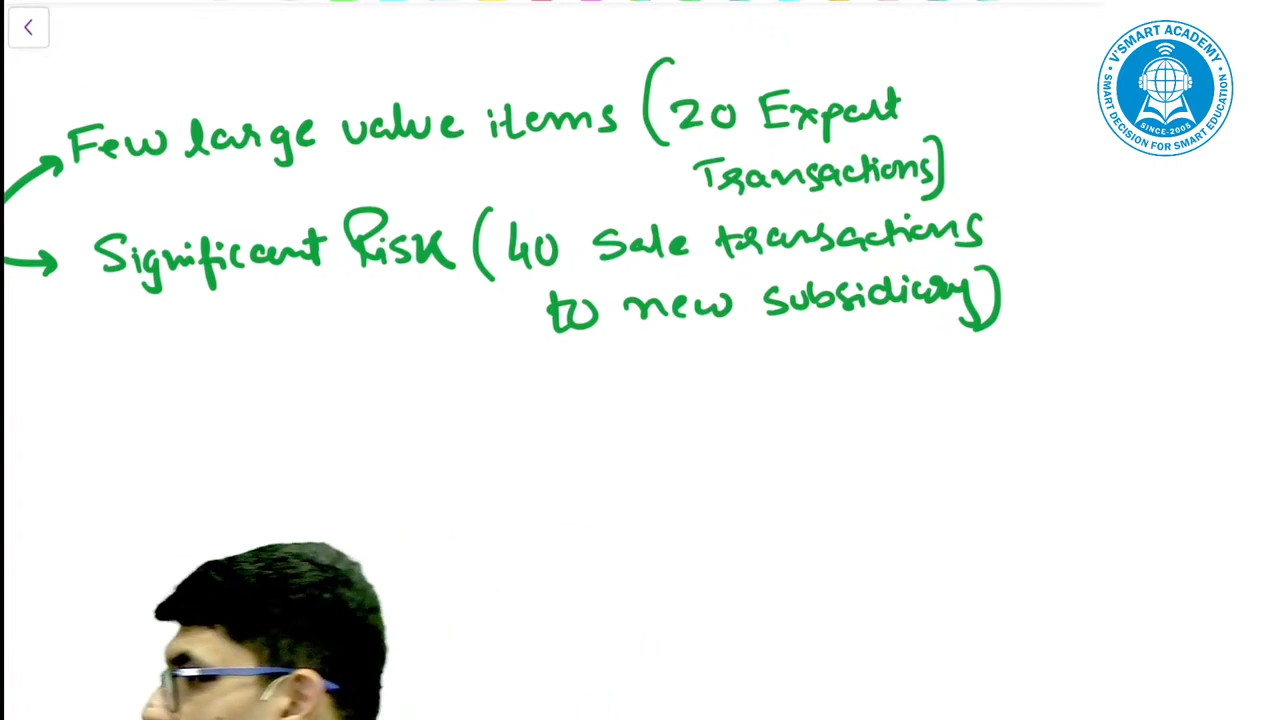 Few large value items (20 Export
Transactions)
Significant Risk (40 Sale transactions
to new subsidiary)
V'SMART ACADEMY
SINCE-2005
SMART DECISION FOR SMART EDUCATION